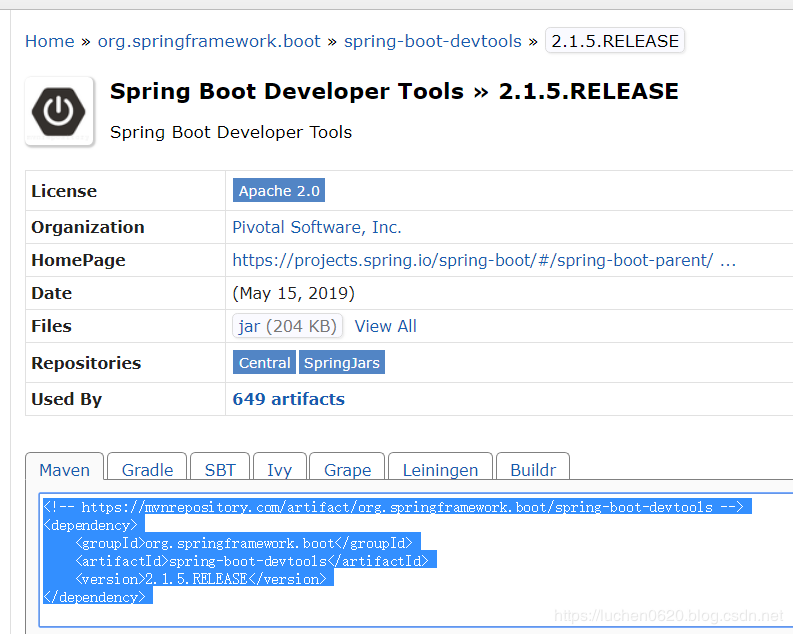 Home » org.springframework.boot » spring-boot-devtools » 2.1.5.RELEASE
Spring Boot Developer Tools » 2.1.5.RELEASE
Spring Boot Developer Tools
License Apache 2.0
Organization Pivotal Software, Inc.
HomePage https://projects.spring.io/spring-boot/#/spring-boot-parent/ ...
Date (May 15, 2019)
Files jar (204 KB) View All
Repositories Central SpringJars
Used By 649 artifacts
Maven Gradle SBT Ivy Grape Leiningen Buildr
<!-- https://mvnrepository.com/artifact/org.springframework.boot/spring-boot-devtools -->
<dependency>
<groupId>org.springframework.boot</groupId>
<artifactId>spring-boot-devtools</artifactId>
<version>2.1.5.RELEASE</version>
</dependency>
https://luchen0620.blog.csdn.net